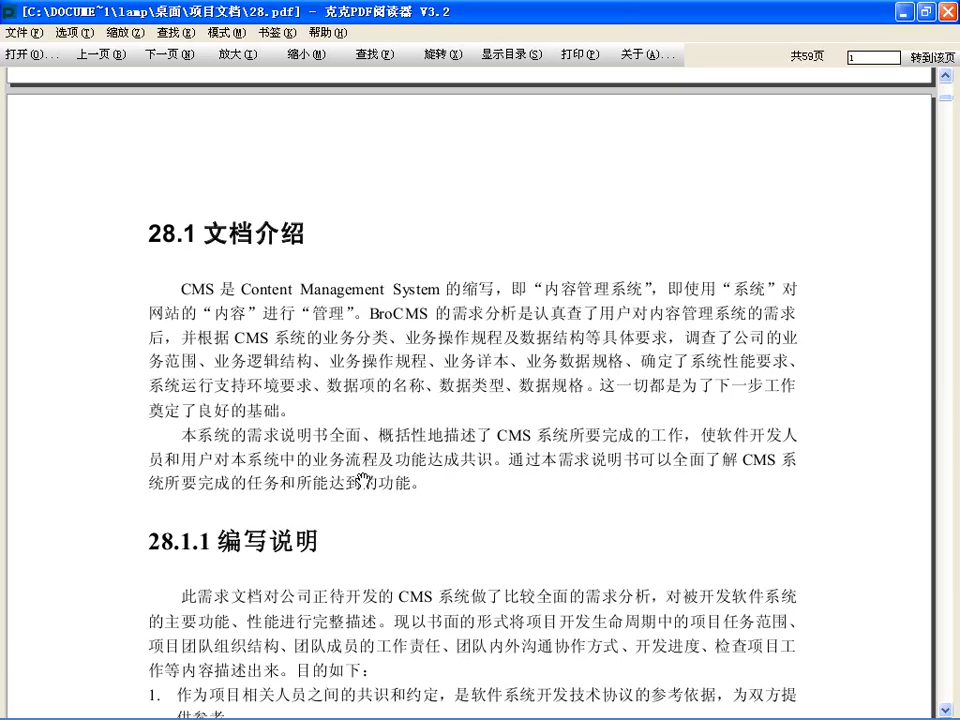 [C:\DOCUME~1\lamp\桌面\项目文档\28.pdf] - 克克PDF阅读器 V3.2
文件(F) 选项(T) 缩放(Z) 查找(K) 模式(M) 书签(K) 帮助(H)
打开(O)... 上一页(B) 下一页(N) 放大(I) 缩小(M) 查找(F) 旋转(X) 显示目录(S) 打印(P) 关于(A)... 共59页 1 转到该页
28.1 文档介绍
CMS 是 Content Management System 的缩写，即“内容管理系统”，即使用“系统”对
网站的“内容”进行“管理”。BroCMS 的需求分析是认真查了用户对内容管理系统的需求
后，并根据 CMS 系统的业务分类、业务操作规程及数据结构等具体要求，调查了公司的业
务范围、业务逻辑结构、业务操作规程、业务详本、业务数据规格、确定了系统性能要求、
系统运行支持环境要求、数据项的名称、数据类型、数据规格。这一切都是为了下一步工作
奠定了良好的基础。
本系统的需求说明书全面、概括性地描述了 CMS 系统所要完成的工作，使软件开发人
员和用户对本系统中的业务流程及功能达成共识。通过本需求说明书可以全面了解 CMS 系
统所要完成的任务和所能达到的功能。
28.1.1 编写说明
此需求文档对公司正待开发的 CMS 系统做了比较全面的需求分析，对被开发软件系统
的主要功能、性能进行完整描述。现以书面的形式将项目开发生命周期中的项目任务范围、
项目团队组织结构、团队成员的工作责任、团队内外沟通协作方式、开发进度、检查项目工
作等内容描述出来。目的如下：
1. 作为项目相关人员之间的共识和约定，是软件系统开发技术协议的参考依据，为双方提
供参考